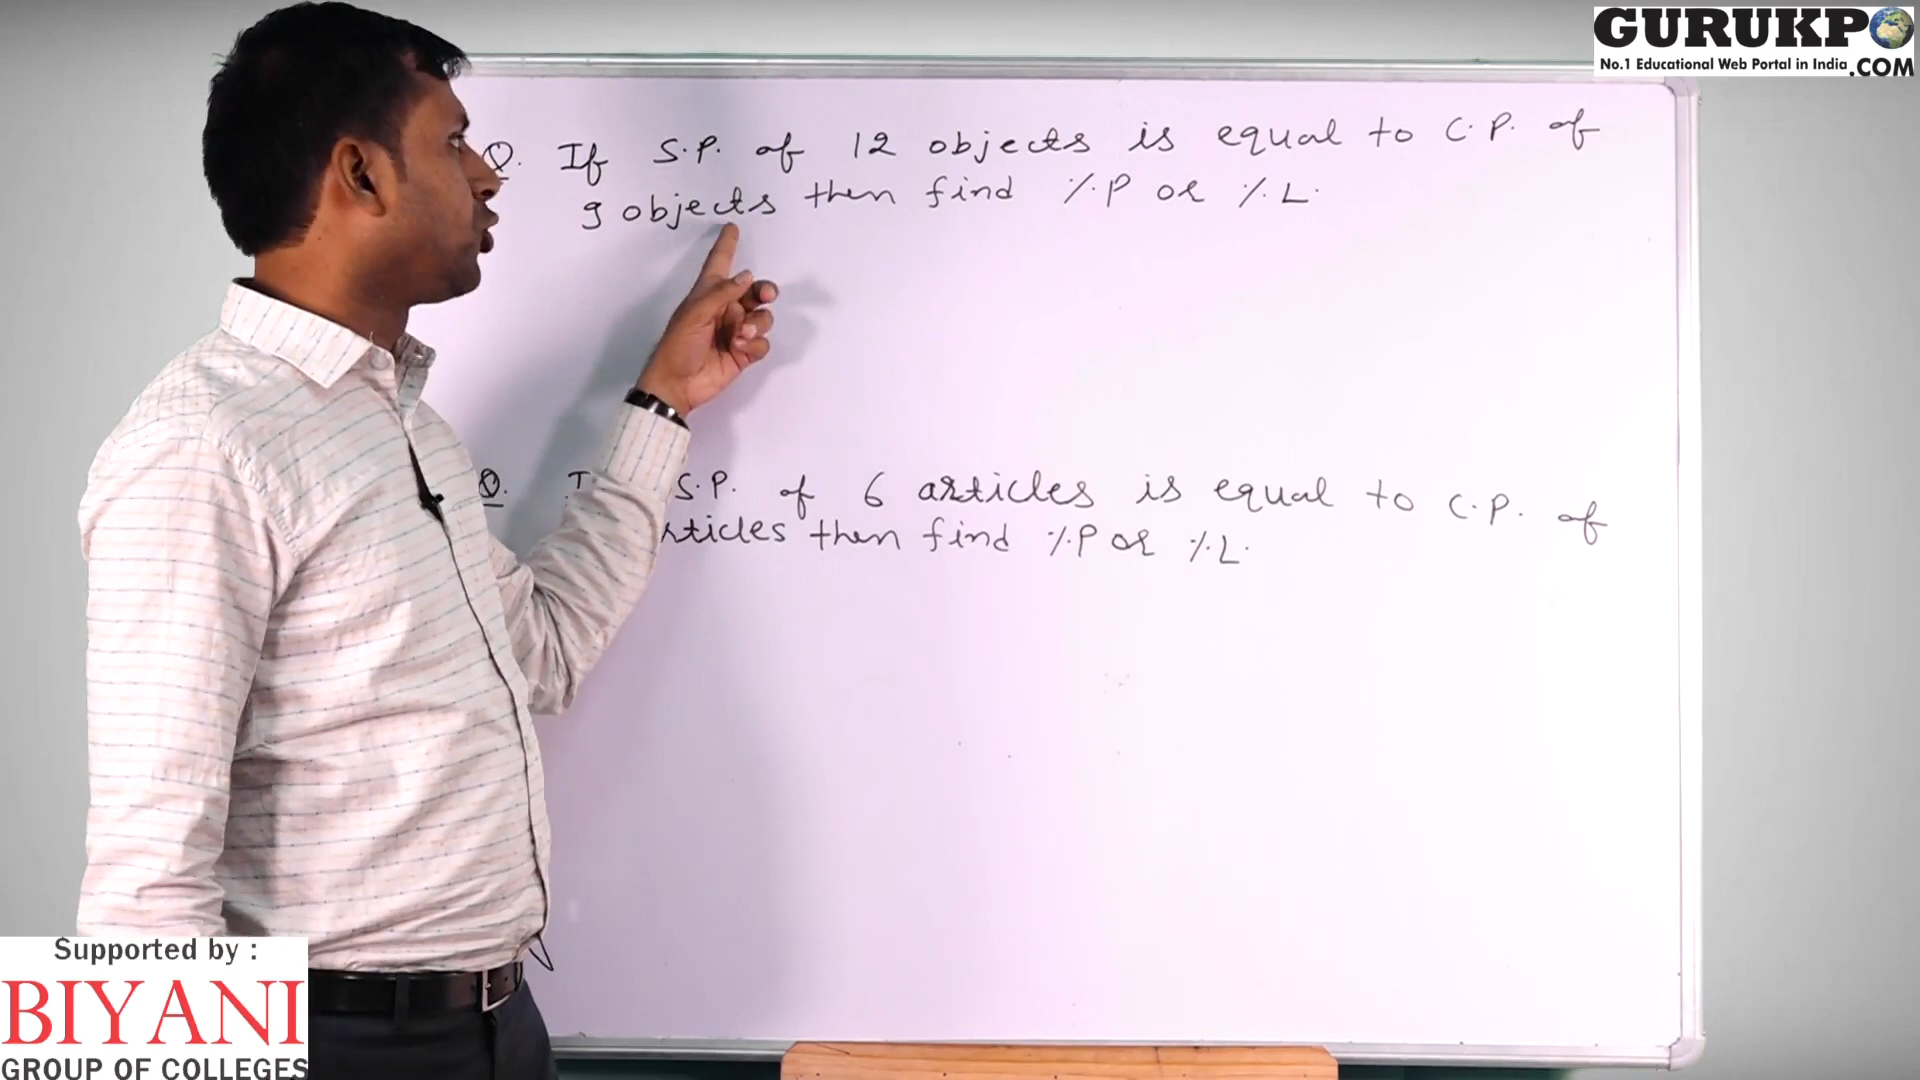 GURUKPO
No.1 Educational Web Portal in India .COM
Q. If S.P. of 12 objects is equal to C.P. of
9 objects then find %P or %L.
Q. S.P. of 6 articles is equal to C.P. of
then find %P or %L.
Supported by :
BIYANI
GROUP OF COLLEGES